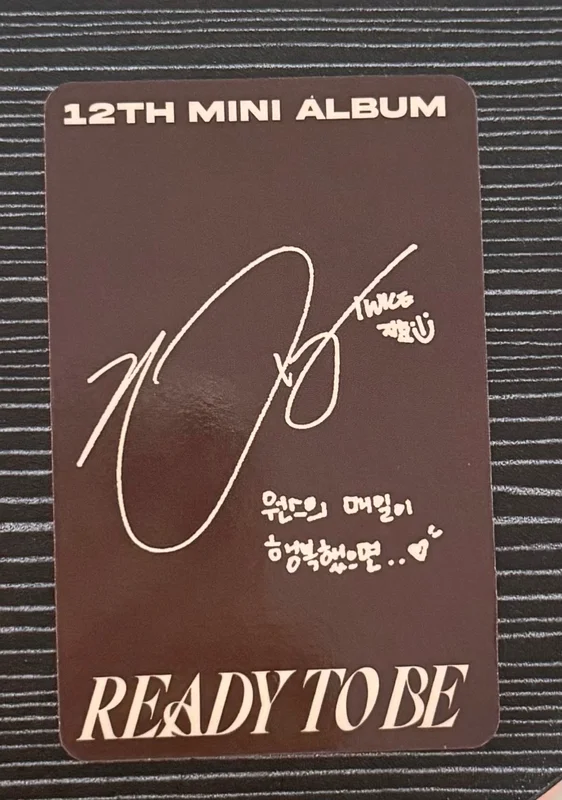 12TH MINI ALBUM
TWICE
지효
원스의 매일이
행복했으면..♡
READY TO BE